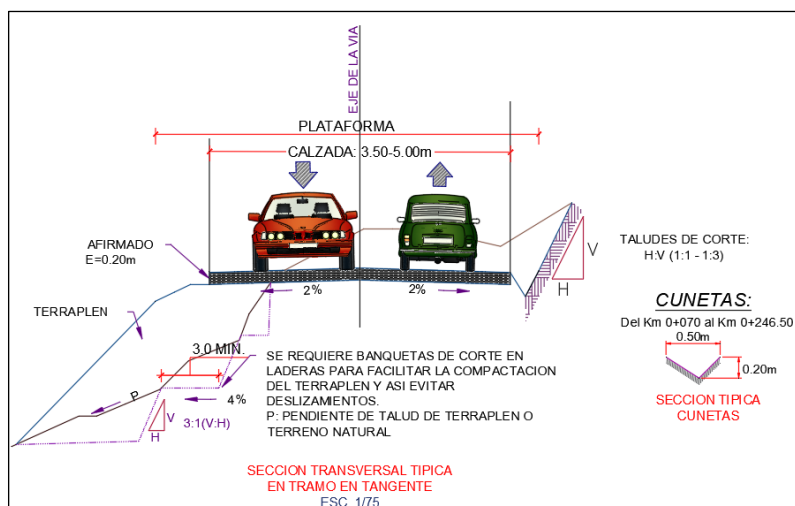 EJE DE LA VIA
PLATAFORMA
CALZADA: 3.50-5.00m
AFIRMADO
E=0.20m
2%
2%
V
H
TALUDES DE CORTE:
H:V (1:1 - 1:3)
TERRAPLEN
CUNETAS:
Del Km 0+070 al Km 0+246.50
0.50m
0.20m
SECCION TIPICA
CUNETAS
3.0 MIN.
SE REQUIERE BANQUETAS DE CORTE EN
LADERAS PARA FACILITAR LA COMPACTACION
DEL TERRAPLEN Y ASI EVITAR
DESLIZAMIENTOS.
P: PENDIENTE DE TALUD DE TERRAPLEN O
TERRENO NATURAL
P
4%
V
H
3:1(V:H)
SECCION TRANSVERSAL TIPICA
EN TRAMO EN TANGENTE
ESC. 1/75